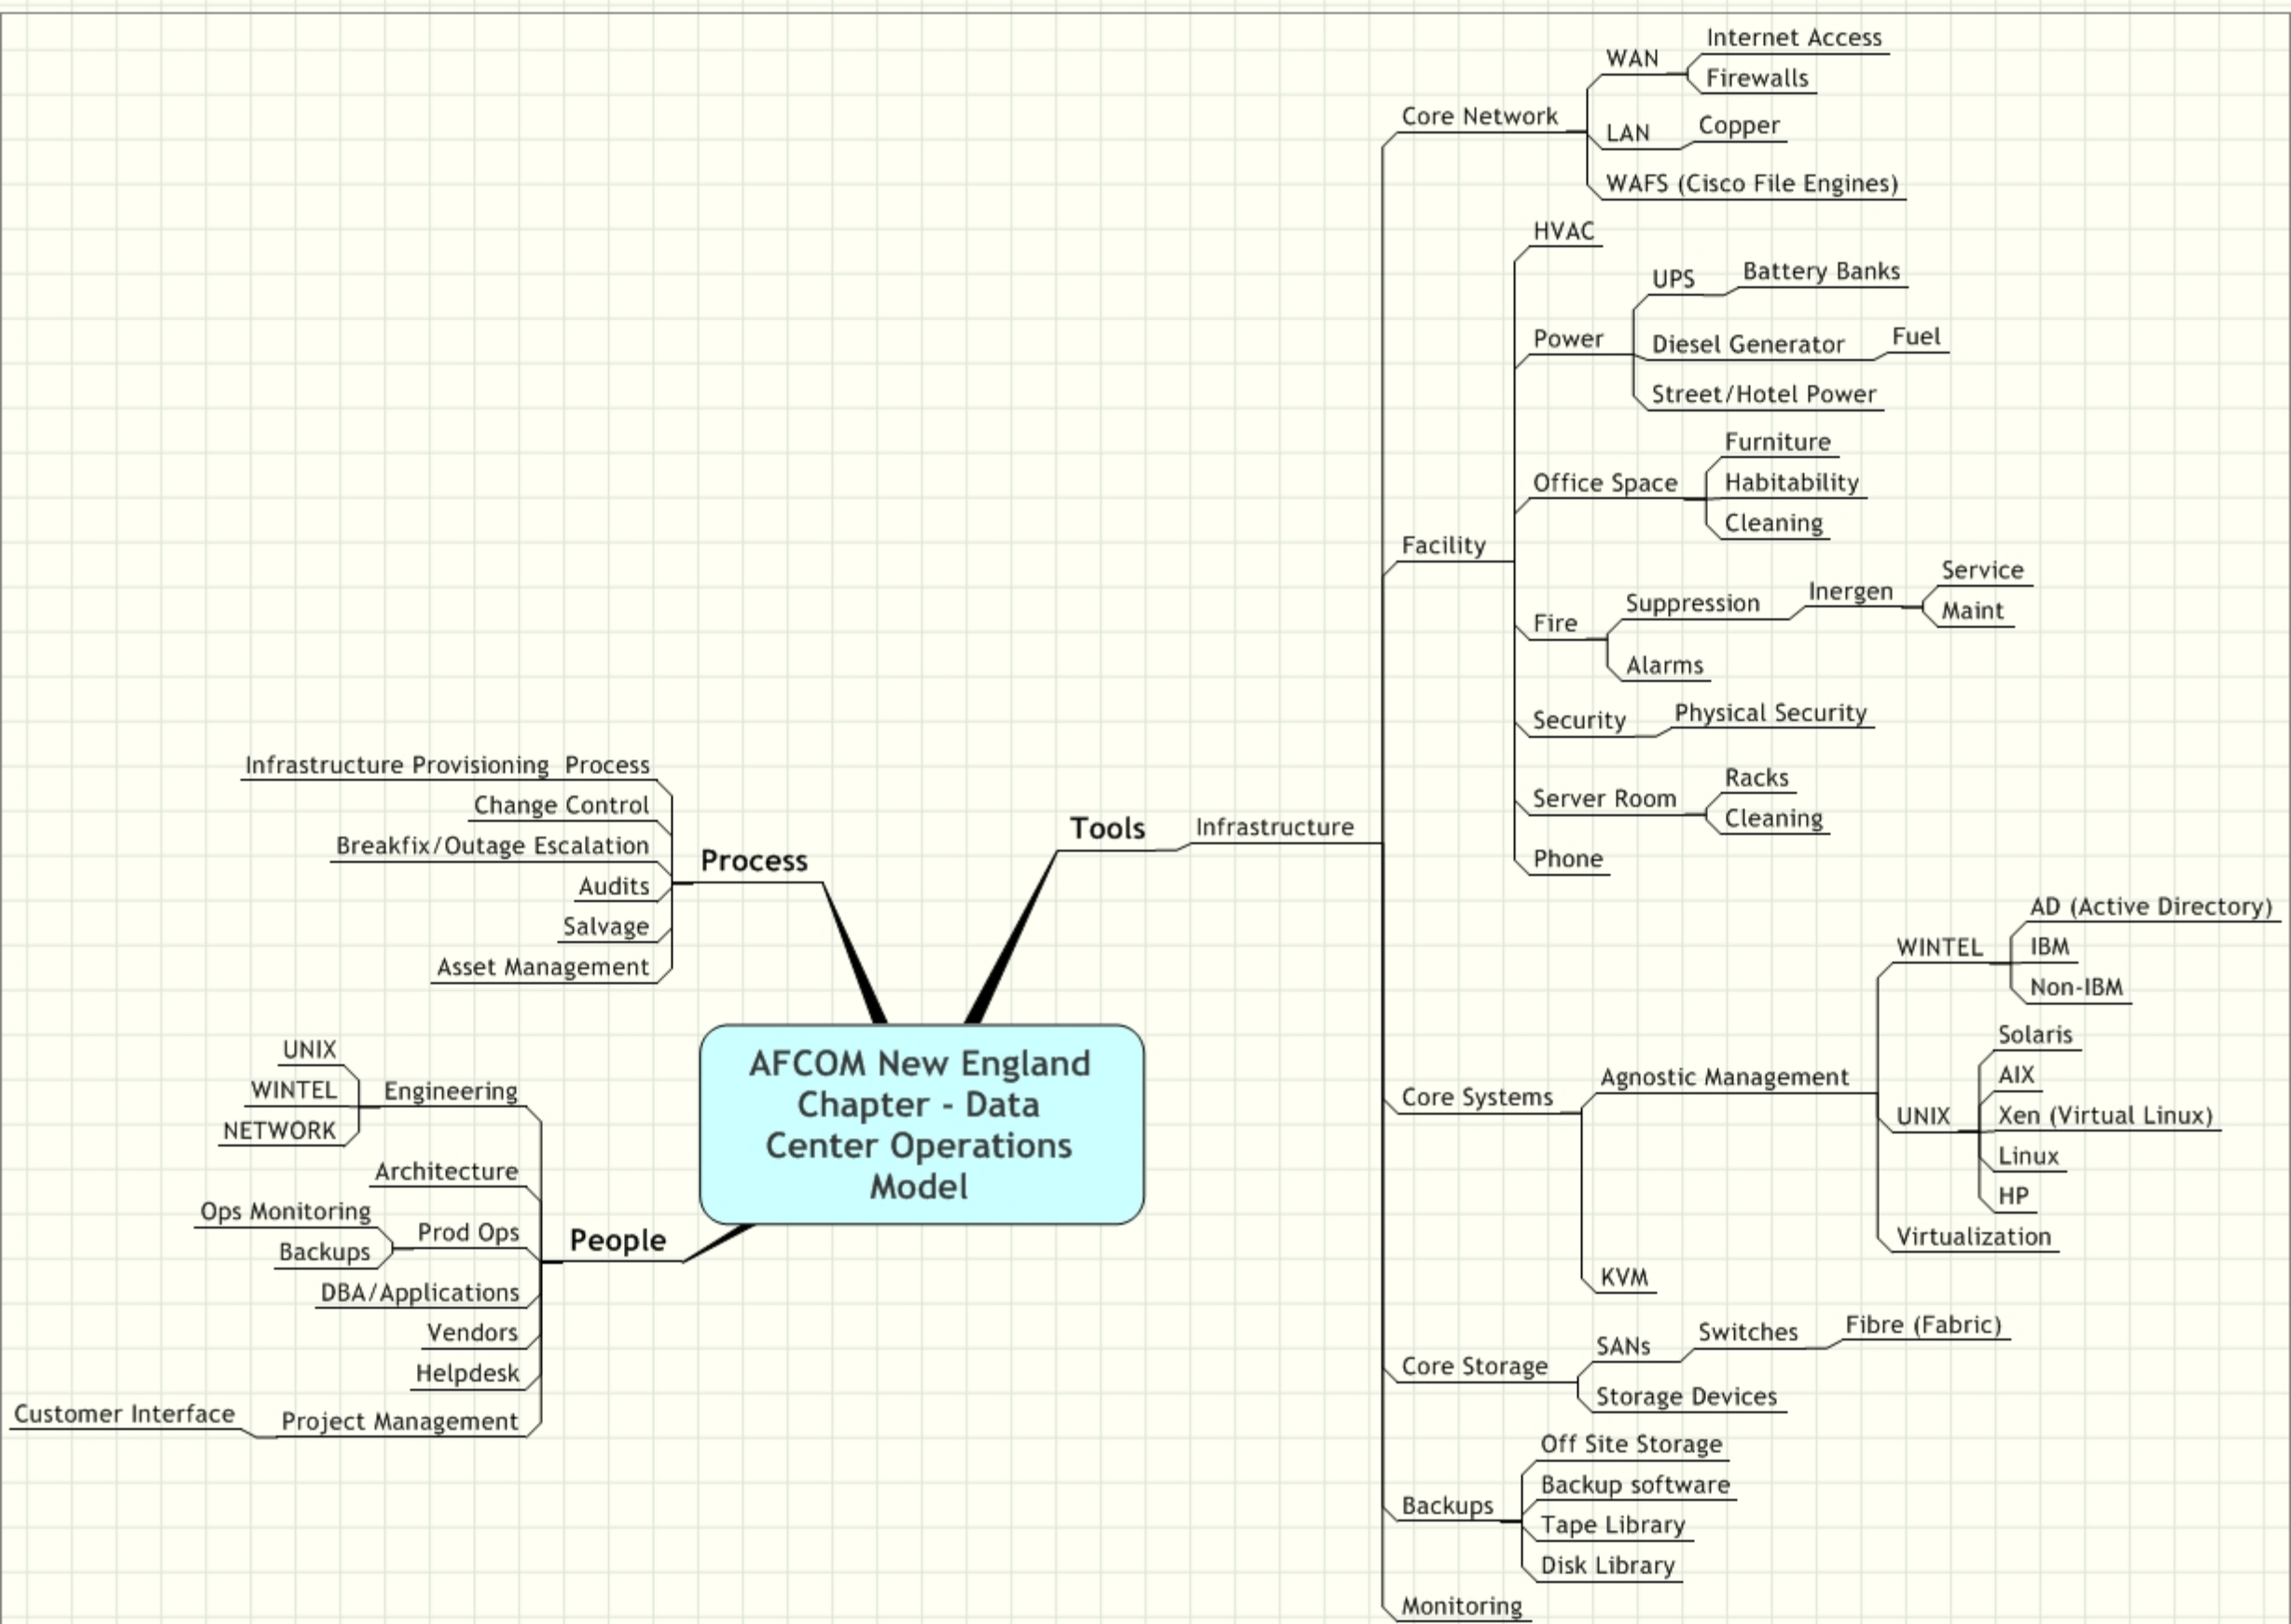 Internet Access
WAN
Firewalls
Core Network
Copper
LAN
WAFS (Cisco File Engines)
HVAC
Battery Banks
UPS
Power
Fuel
Diesel Generator
Street/Hotel Power
Furniture
Office Space
Habitability
Cleaning
Facility
Service
Inergen
Maint
Suppression
Fire
Alarms
Physical Security
Security
Racks
Server Room
Cleaning
Phone
Tools
Infrastructure
Infrastructure Provisioning Process
Change Control
Breakfix/Outage Escalation
Process
Audits
Salvage
Asset Management
AD (Active Directory)
WINTEL
IBM
Non-IBM
Solaris
Agnostic Management
AIX
Core Systems
UNIX
Xen (Virtual Linux)
Linux
HP
Virtualization
KVM
AFCOM New England
Chapter - Data
Center Operations
Model
UNIX
WINTEL
Engineering
NETWORK
Architecture
Ops Monitoring
Prod Ops
Backups
People
DBA/Applications
Vendors
Helpdesk
Customer Interface
Project Management
Fibre (Fabric)
Switches
SANs
Core Storage
Storage Devices
Off Site Storage
Backup software
Backups
Tape Library
Disk Library
Monitoring